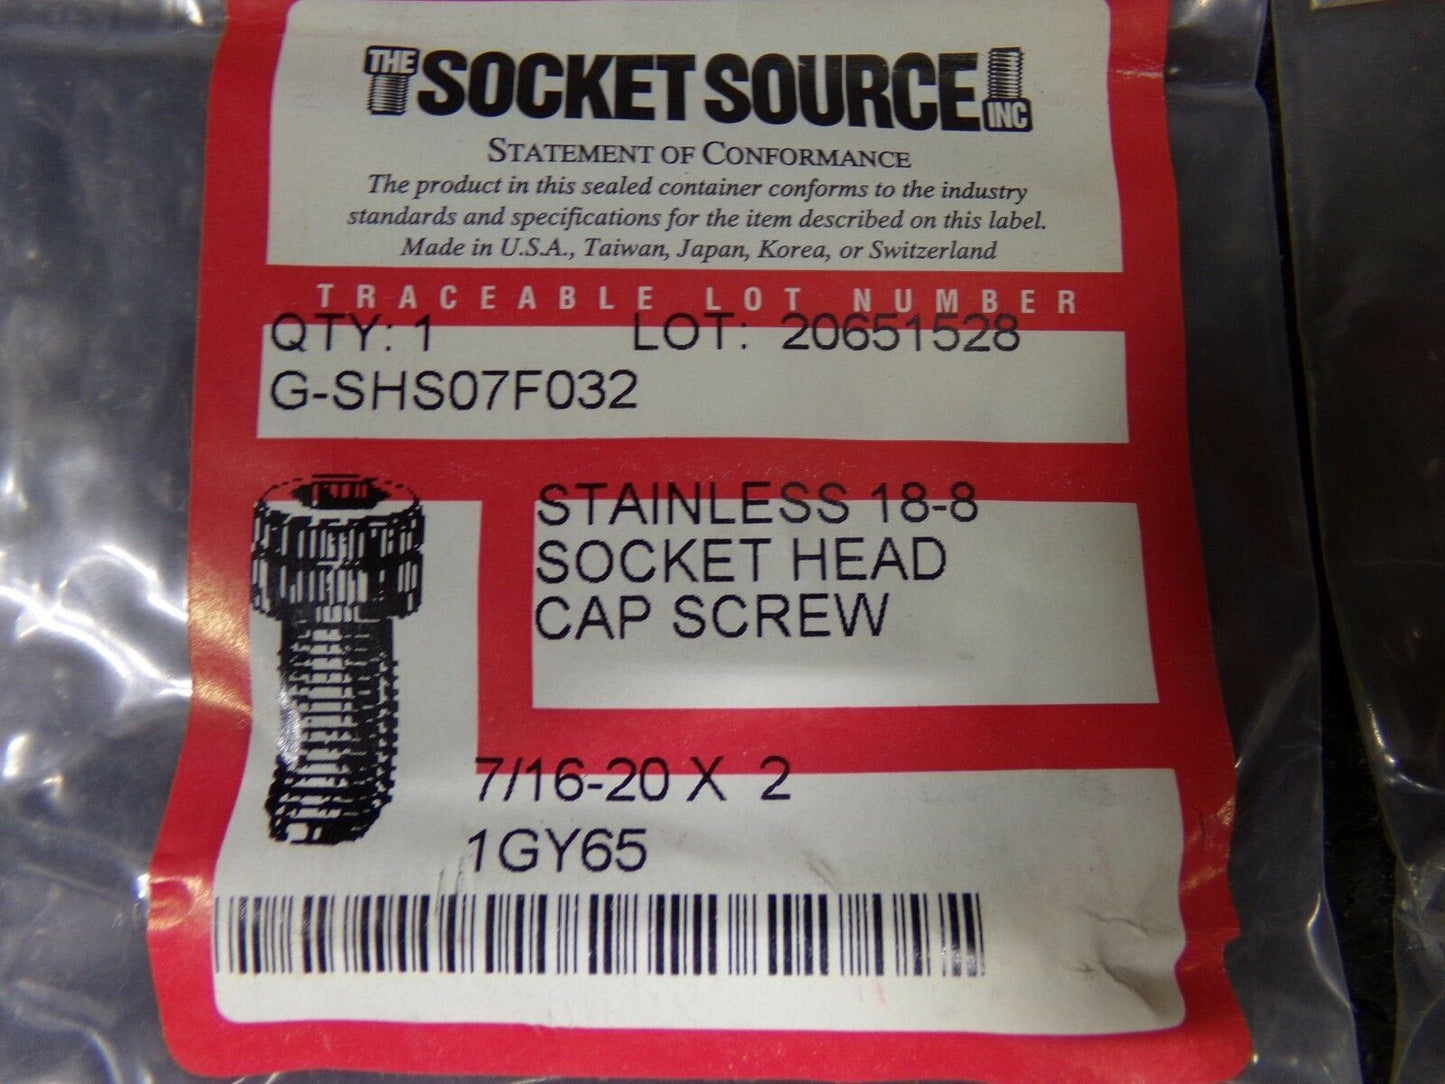 THE SOCKET SOURCE INC
STATEMENT OF CONFORMANCE
The product in this sealed container conforms to the industry
standards and specifications for the item described on this label.
Made in U.S.A., Taiwan, Japan, Korea, or Switzerland
TRACEABLE LOT NUMBER
QTY: 1 LOT: 20651528
G-SHS07F032
STAINLESS 18-8
SOCKET HEAD
CAP SCREW
7/16-20 X 2
1GY65